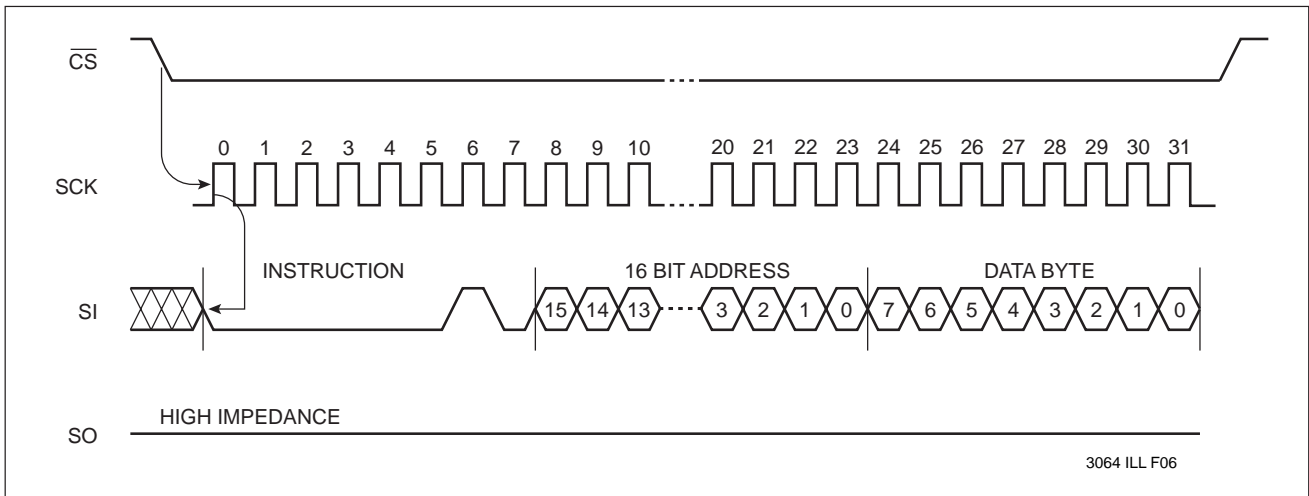 CS
0 1 2 3 4 5 6 7 8 9 10 20 21 22 23 24 25 26 27 28 29 30 31
SCK
INSTRUCTION 16 BIT ADDRESS DATA BYTE
SI 15 14 13 3 2 1 0 7 6 5 4 3 2 1 0
HIGH IMPEDANCE
SO
3064 ILL F06